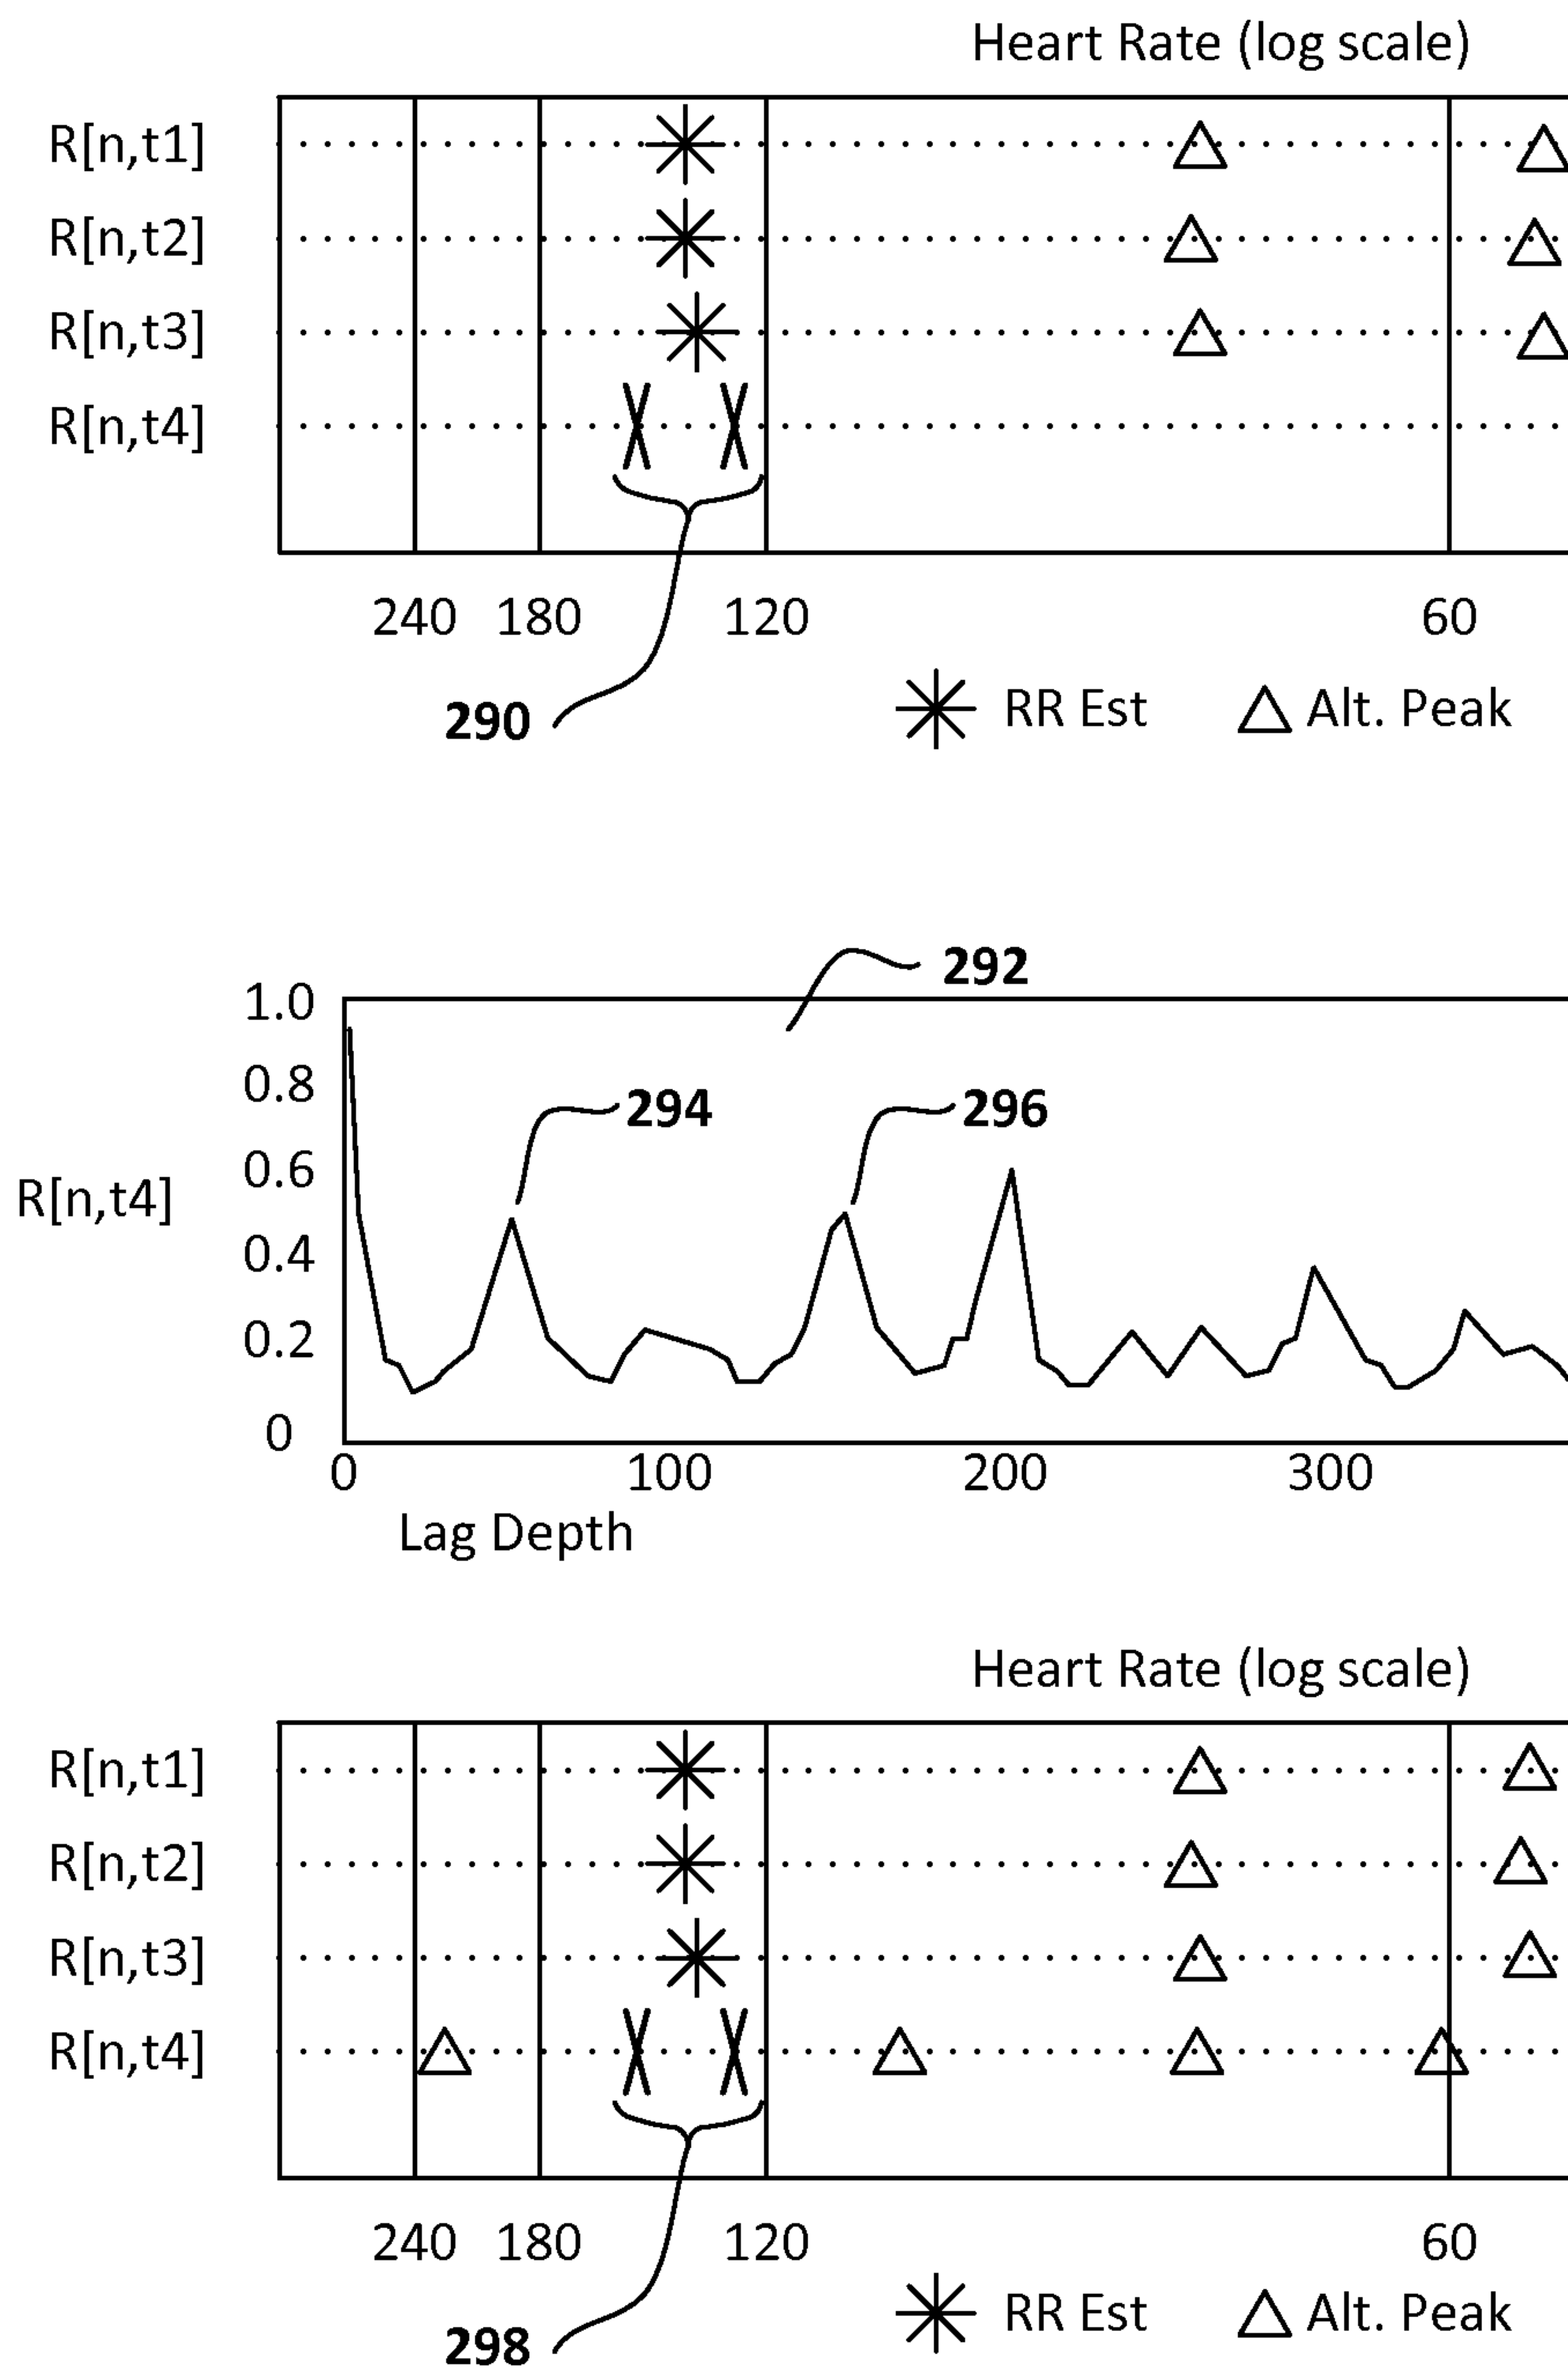 Heart Rate (log scale)
R[n,t1]
R[n,t2]
R[n,t3]
R[n,t4]
240 180 120 60
290
RR Est Alt. Peak
292
1.0
0.8
294 296
0.6
R[n,t4]
0.4
0.2
0
0 100 200 300
Lag Depth
Heart Rate (log scale)
R[n,t1]
R[n,t2]
R[n,t3]
R[n,t4]
240 180 120 60
RR Est Alt. Peak
298